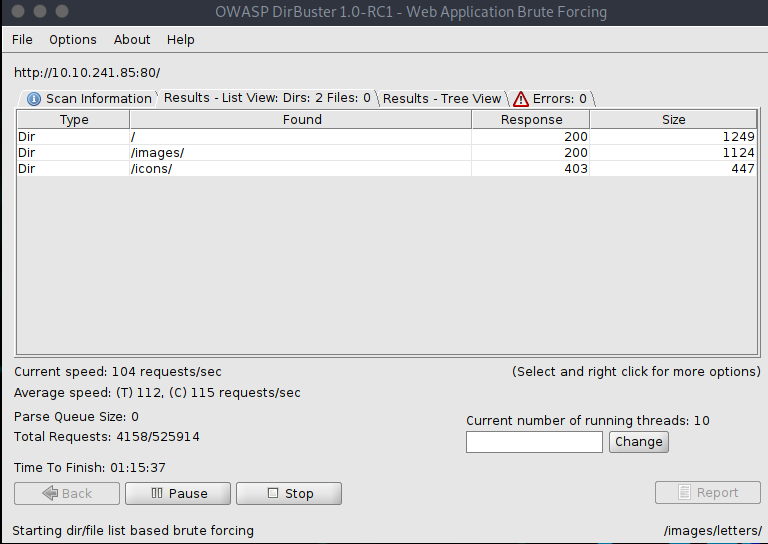 OWASP DirBuster 1.0-RC1 - Web Application Brute Forcing
File Options About Help
http://10.10.241.85:80/
Scan Information Results - List View: Dirs: 2 Files: 0 Results - Tree View Errors: 0
Type Found Response Size
Dir / 200 1249
Dir /images/ 200 1124
Dir /icons/ 403 447
Current speed: 104 requests/sec (Select and right click for more options)
Average speed: (T) 112, (C) 115 requests/sec
Parse Queue Size: 0
Current number of running threads: 10
Total Requests: 4158/525914
Change
Time To Finish: 01:15:37
Back Pause Stop Report
Starting dir/file list based brute forcing /images/letters/